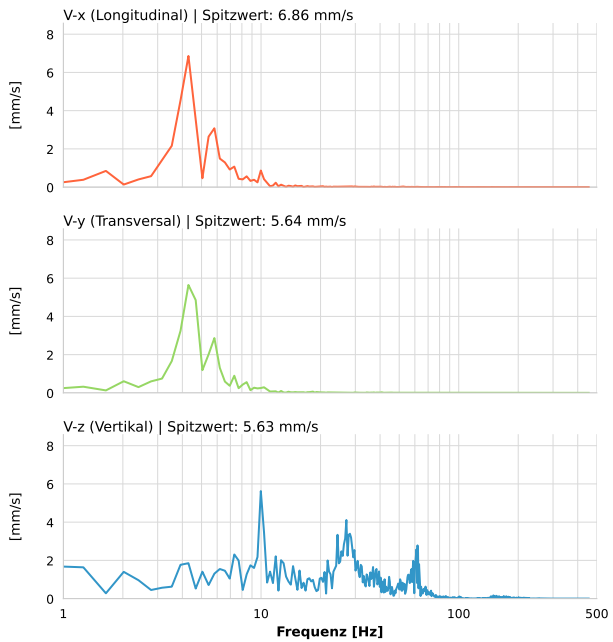 V-x (Longitudinal) | Spitzwert: 6.86 mm/s
8
6
4
2
0
[mm/s]
V-y (Transversal) | Spitzwert: 5.64 mm/s
8
6
4
2
0
[mm/s]
V-z (Vertikal) | Spitzwert: 5.63 mm/s
8
6
4
2
0
[mm/s]
1 10 100 500
Frequenz [Hz]